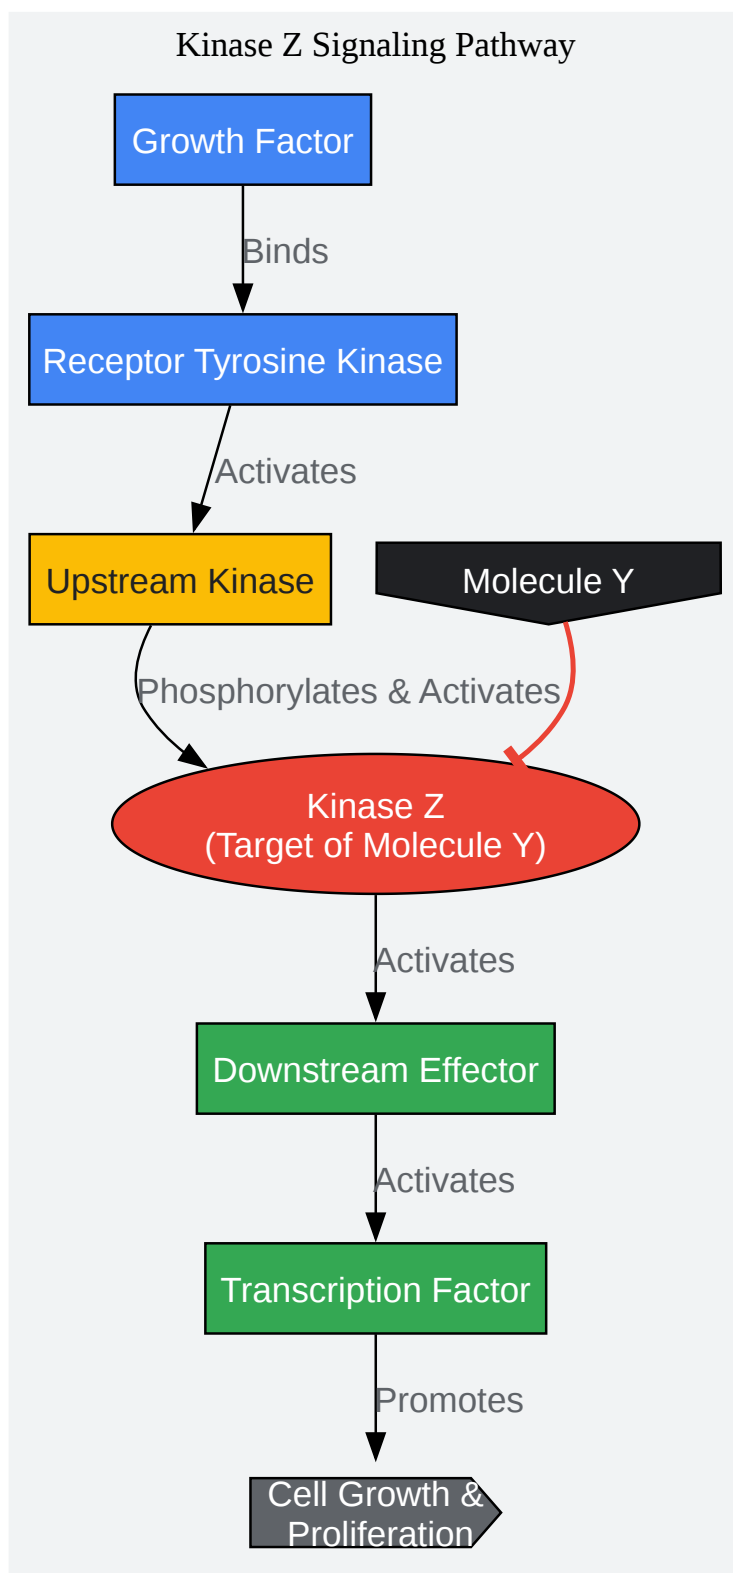 Kinase Z Signaling Pathway
Growth Factor
Binds
Receptor Tyrosine Kinase
Activates
Upstream Kinase
Molecule Y
Phosphorylates & Activates
Kinase Z
(Target of Molecule Y)
Activates
Downstream Effector
Activates
Transcription Factor
Promotes
Cell Growth &
Proliferation